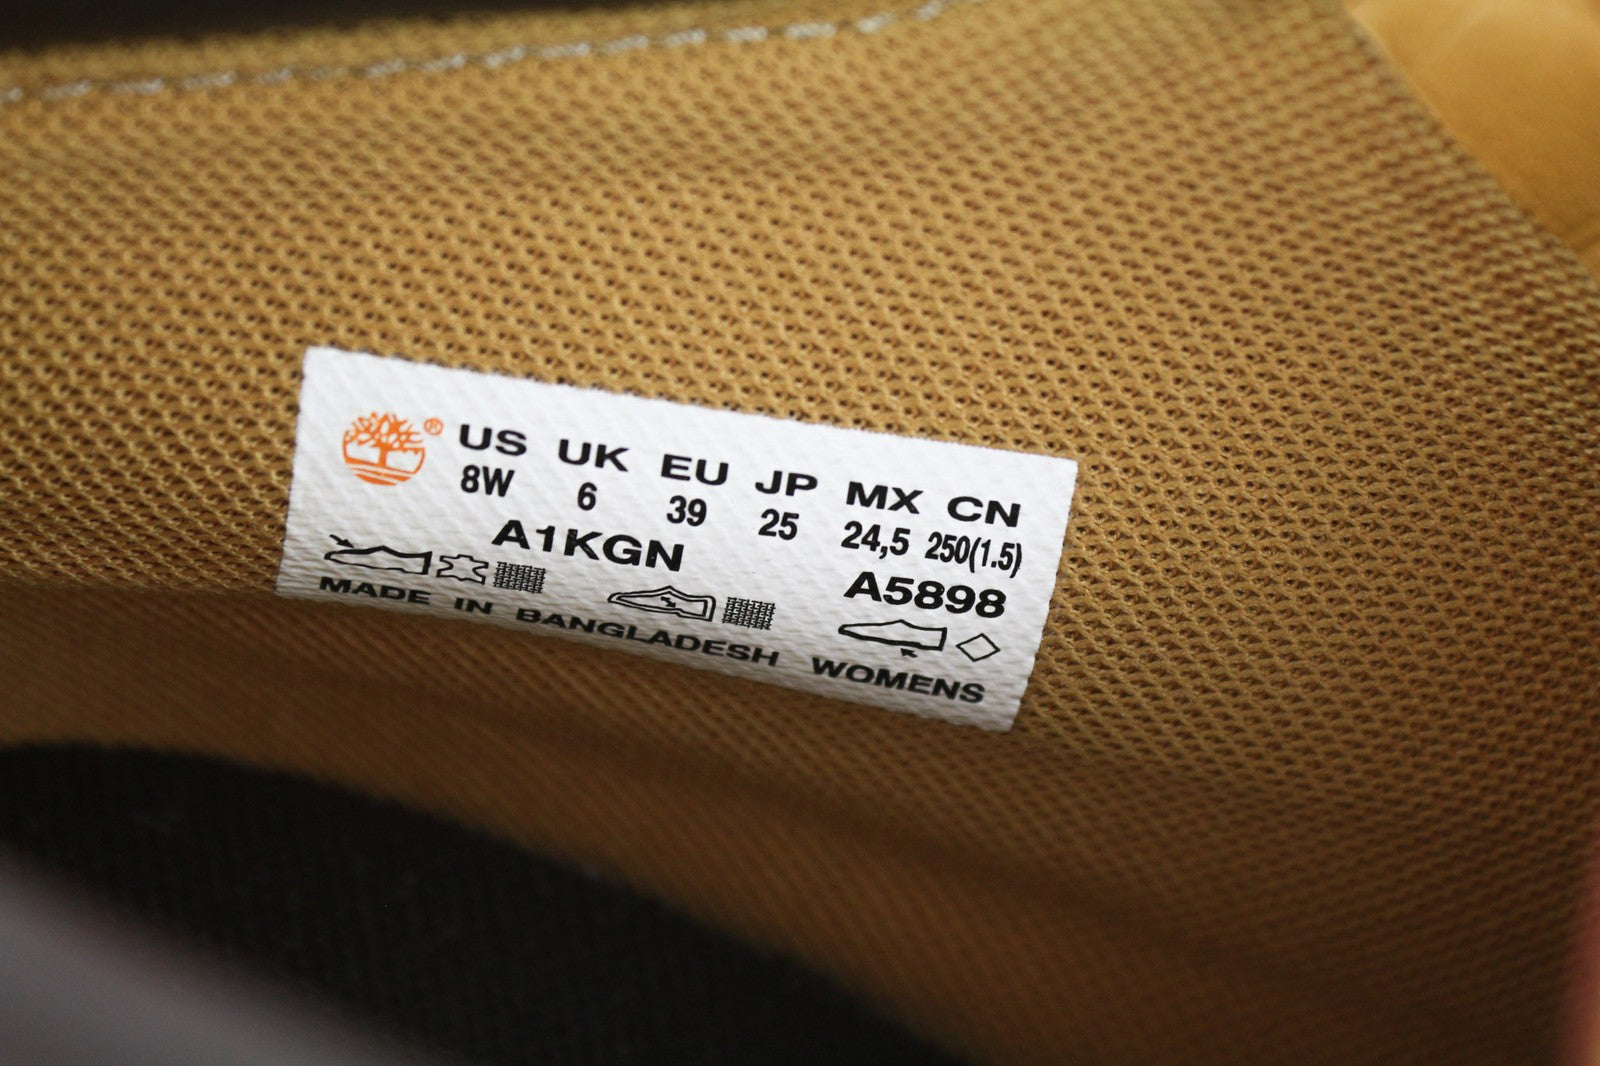 ® US UK EU JP MX CN
8W 6 39 25 24,5 250(1.5)
A1KGN A5898
MADE IN BANGLADESH WOMENS